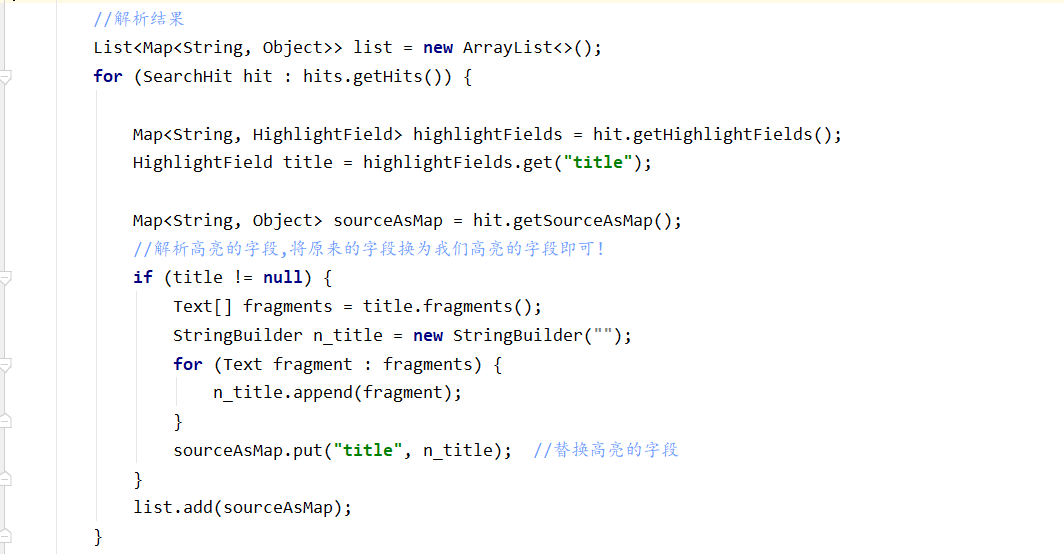 //解析结果
List<Map<String, Object>> list = new ArrayList<>();
for (SearchHit hit : hits.getHits()) {
Map<String, HighlightField> highlightFields = hit.getHighlightFields();
HighlightField title = highlightFields.get("title");
Map<String, Object> sourceAsMap = hit.getSourceAsMap();
//解析高亮的字段,将原来的字段换为我们高亮的字段即可!
if (title != null) {
Text[] fragments = title.fragments();
StringBuilder n_title = new StringBuilder("");
for (Text fragment : fragments) {
n_title.append(fragment);
}
sourceAsMap.put("title", n_title);  //替换高亮的字段
}
list.add(sourceAsMap);
}